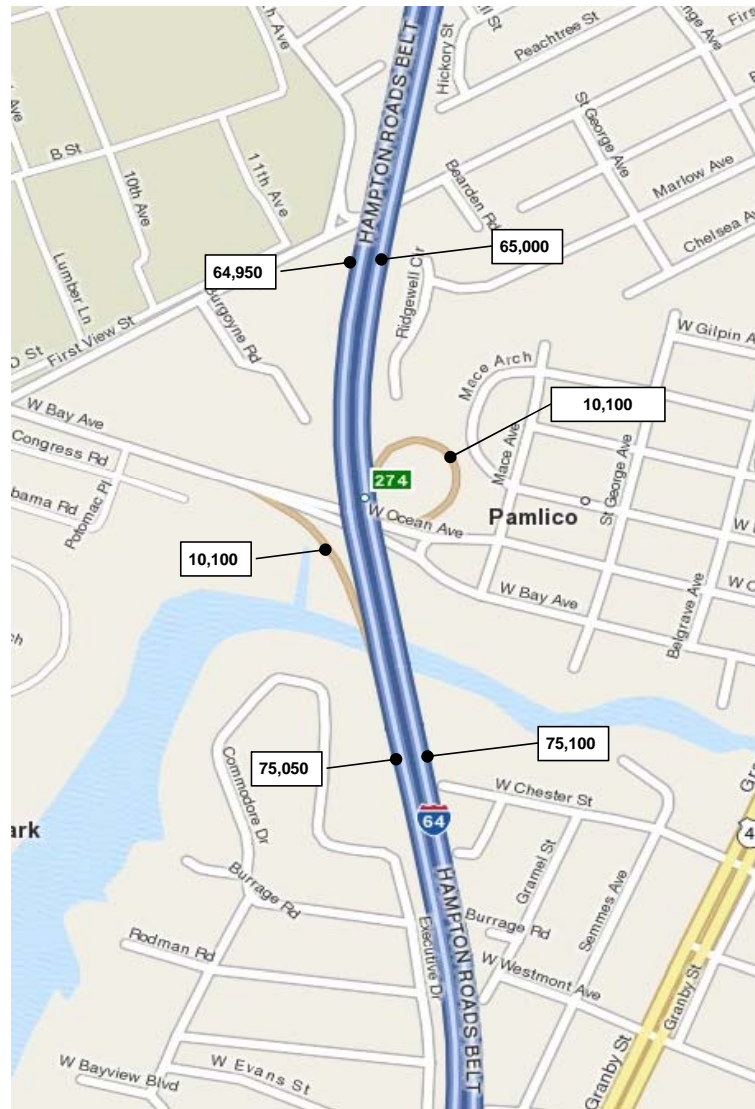 Hickory St
Peachtree St
HAMPTON ROADS BELT
St George Ave
B St
10th Ave
11th Ave
Bearden Rd
Marlow Ave
Chelsea
65,000
64,950
Lumber Ln
First View St
Burgoyne Rd
Ridgewell Cir
W Gilpin
Mace Arch
10,100
W Bay Ave
Congress Rd
Potomac Pl
Mace Ave
St George Ave
274
W Ocean Ave
Pamlico
10,100
W Bay Ave
Belgrave Ave
75,050
75,100
Commodore Dr
W Chester St
64
Gramel St
Semmes Ave
Burrage Rd
Burrage Rd
Rodman Rd
Executive Dr
HAMPTON ROADS BELT
W Westmont Ave
Granby St
Granby St
W Evans St
W Bayview Blvd